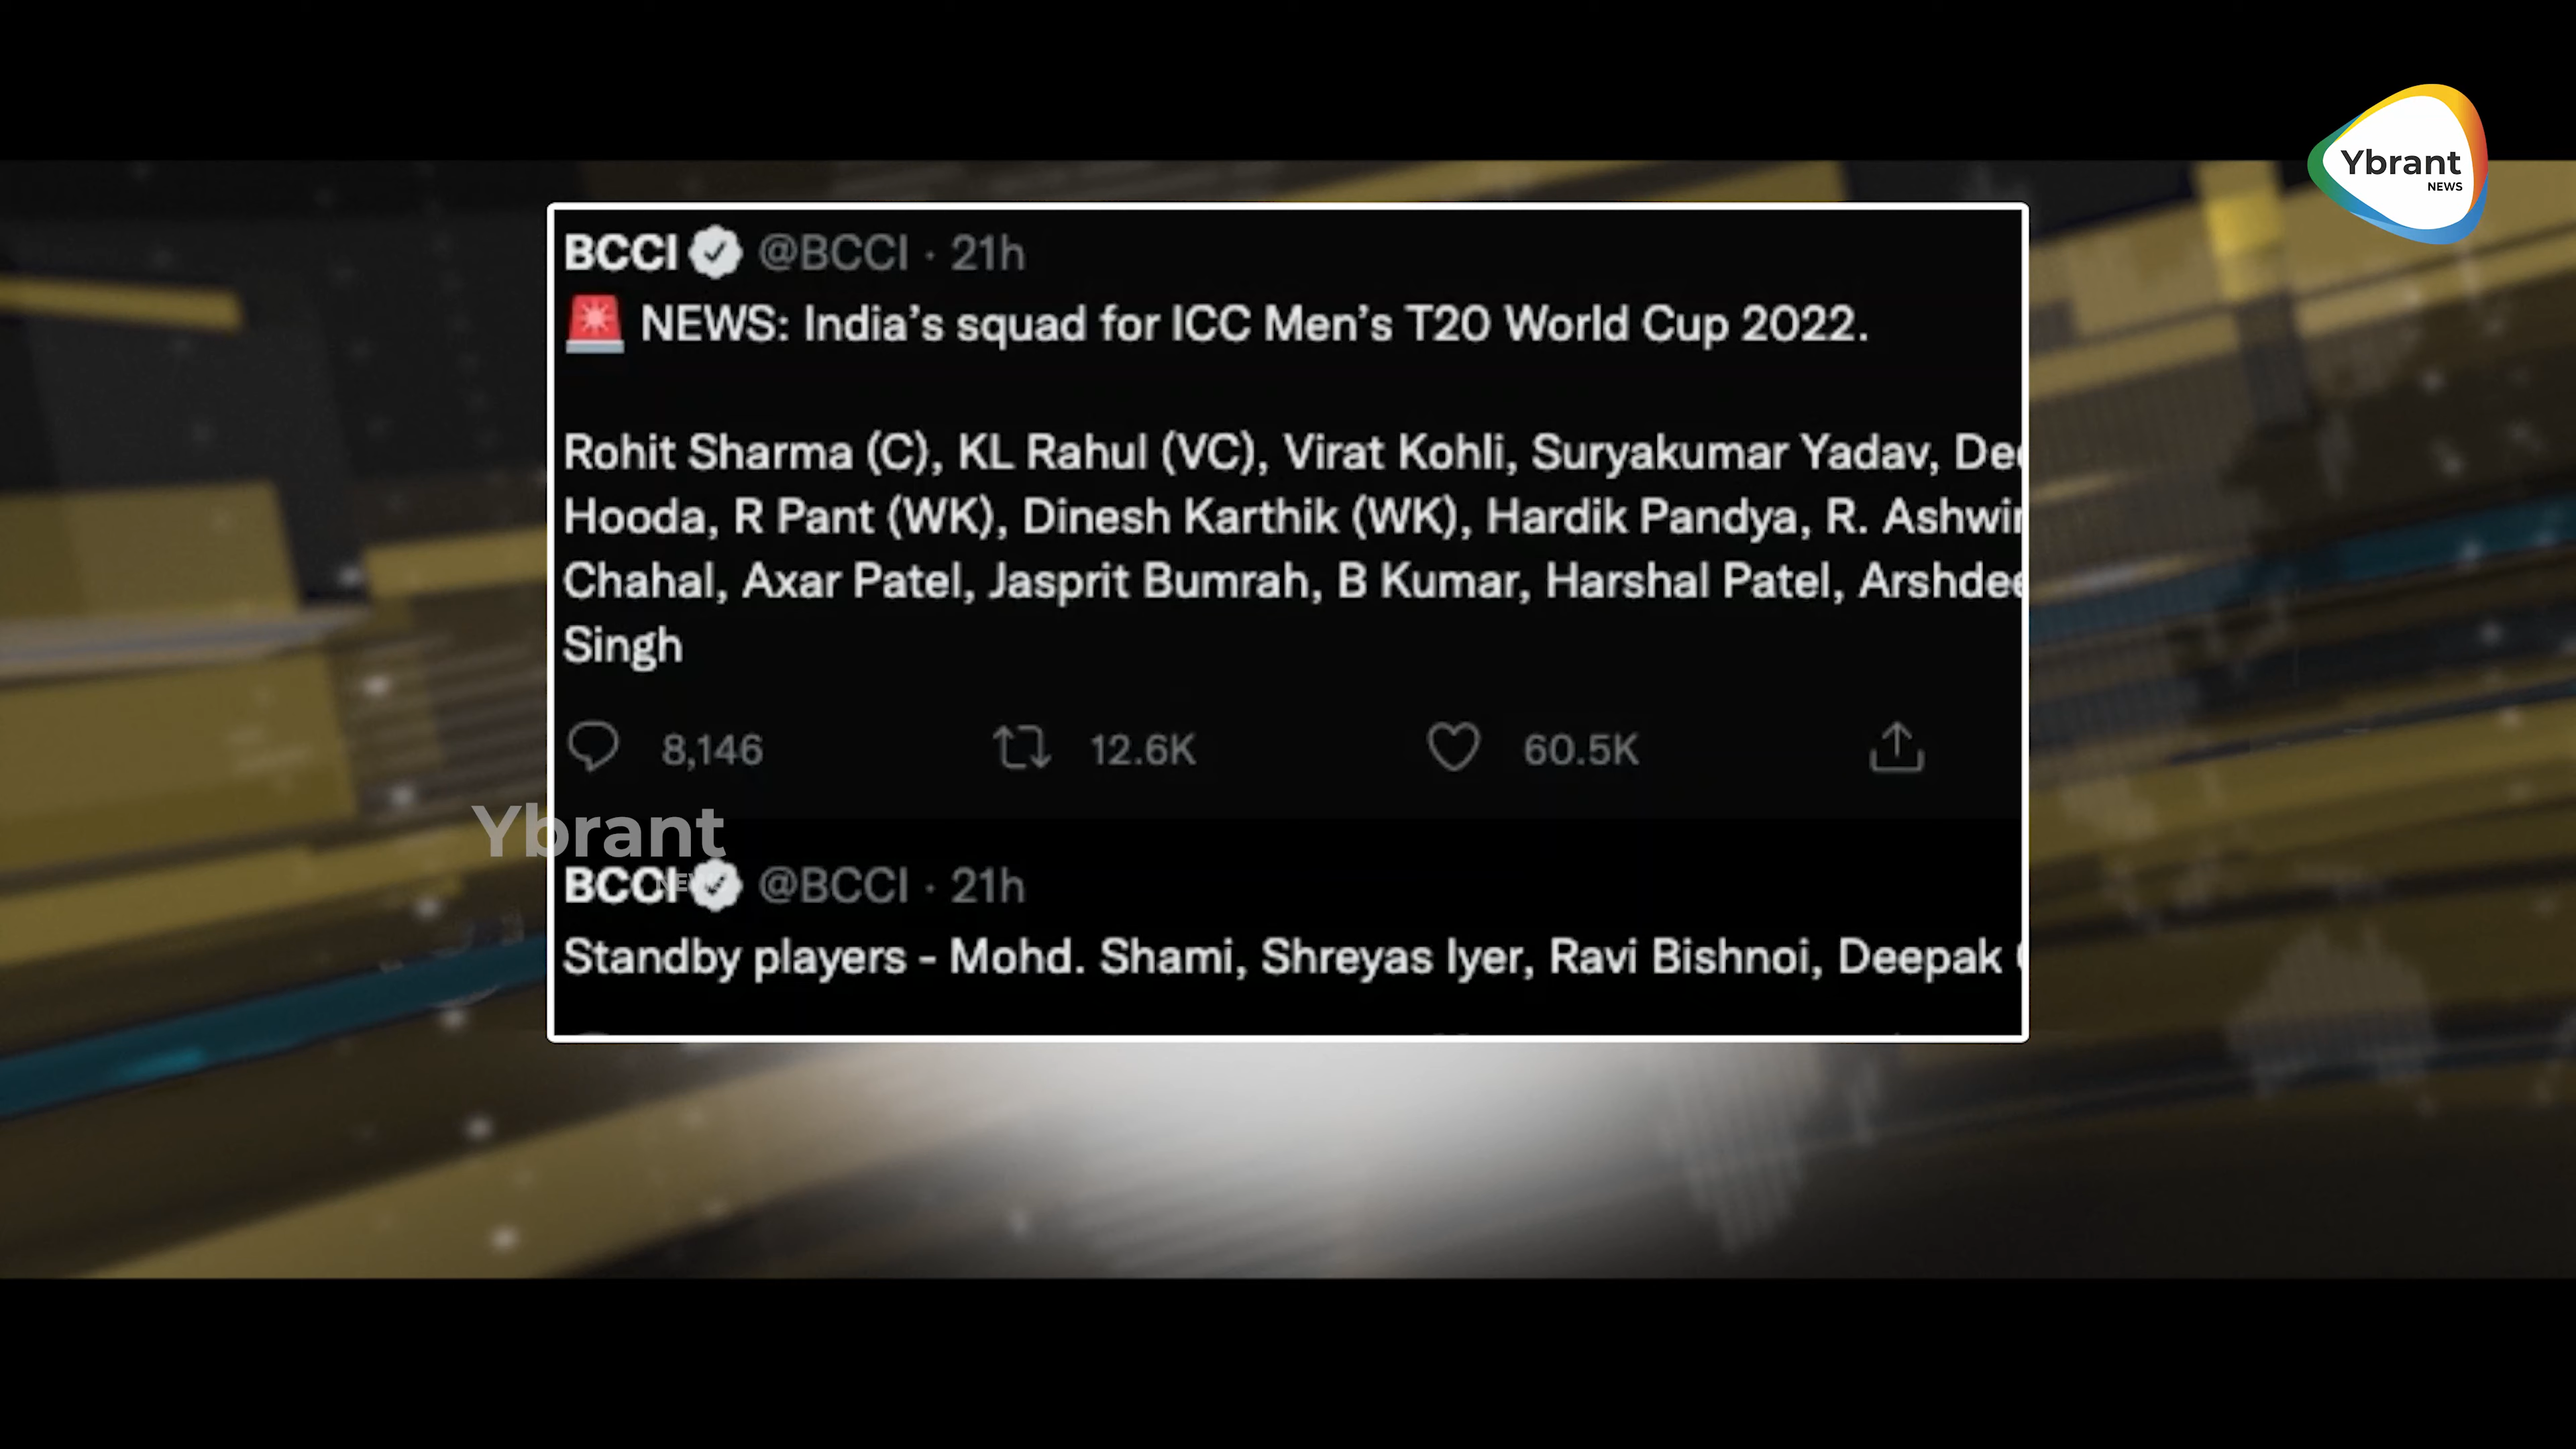 Ybrant
NEWS
BCCI @BCCI · 21h
NEWS: India's squad for ICC Men's T20 World Cup 2022.
Rohit Sharma (C), KL Rahul (VC), Virat Kohli, Suryakumar Yadav,
Hooda, R Pant (WK), Dinesh Karthik (WK), Hardik Pandya, R.
Chahal, Axar Patel, Jasprit Bumrah, B Kumar, Harshal Patel,
Singh
8,146 12.6K 60.5K
Ybrant
NEWS
BCCI @BCCI · 21h
Standby players - Mohd. Shami, Shreyas Iyer, Ravi Bishnoi, Deepak